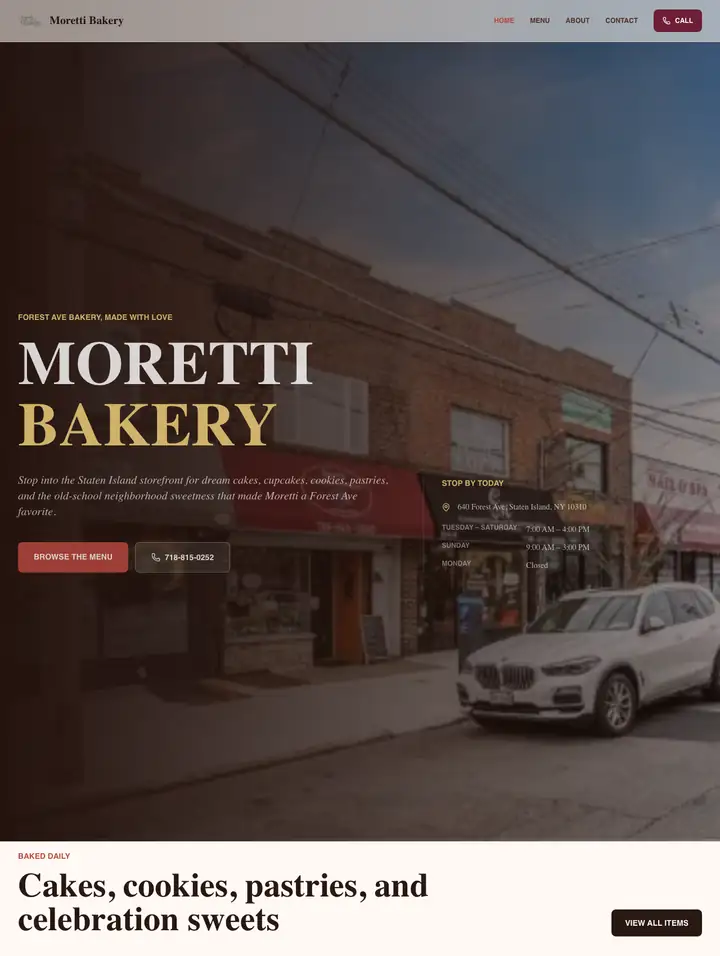 Moretti Bakery
HOME MENU ABOUT CONTACT CALL
FOREST AVE BAKERY, MADE WITH LOVE
MORETTI
BAKERY
Stop into the Staten Island storefront for dream cakes, cupcakes, cookies, pastries,
and the old-school neighborhood sweetness that made Moretti a Forest Ave
favorite.
BROWSE THE MENU
718-815-0252
STOP BY TODAY
640 Forest Ave, Staten Island, NY 10310
TUESDAY – SATURDAY 7:00 AM – 4:00 PM
SUNDAY 9:00 AM – 3:00 PM
MONDAY Closed
NAILS & SPA
BAKED DAILY
Cakes, cookies, pastries, and
celebration sweets
VIEW ALL ITEMS